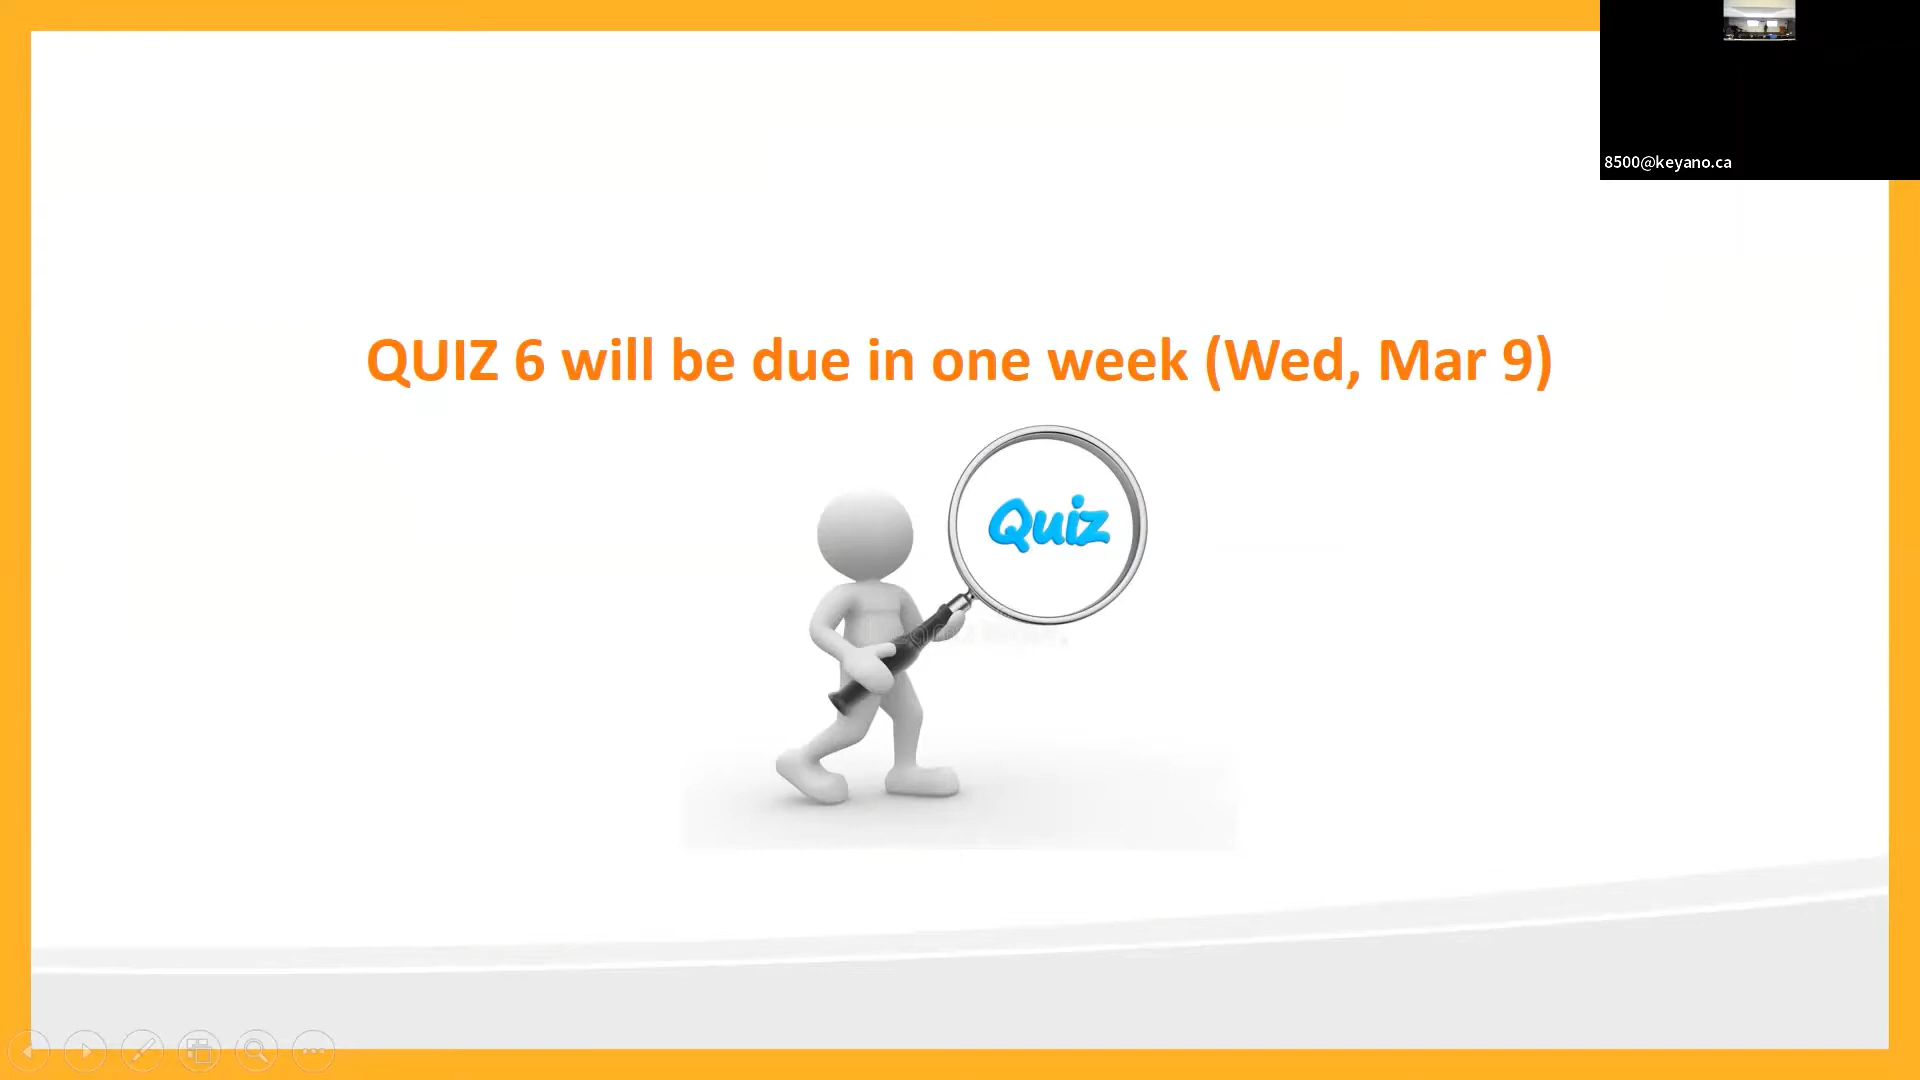 8500@keyano.ca
QUIZ 6 will be due in one week (Wed, Mar 9)
Quiz